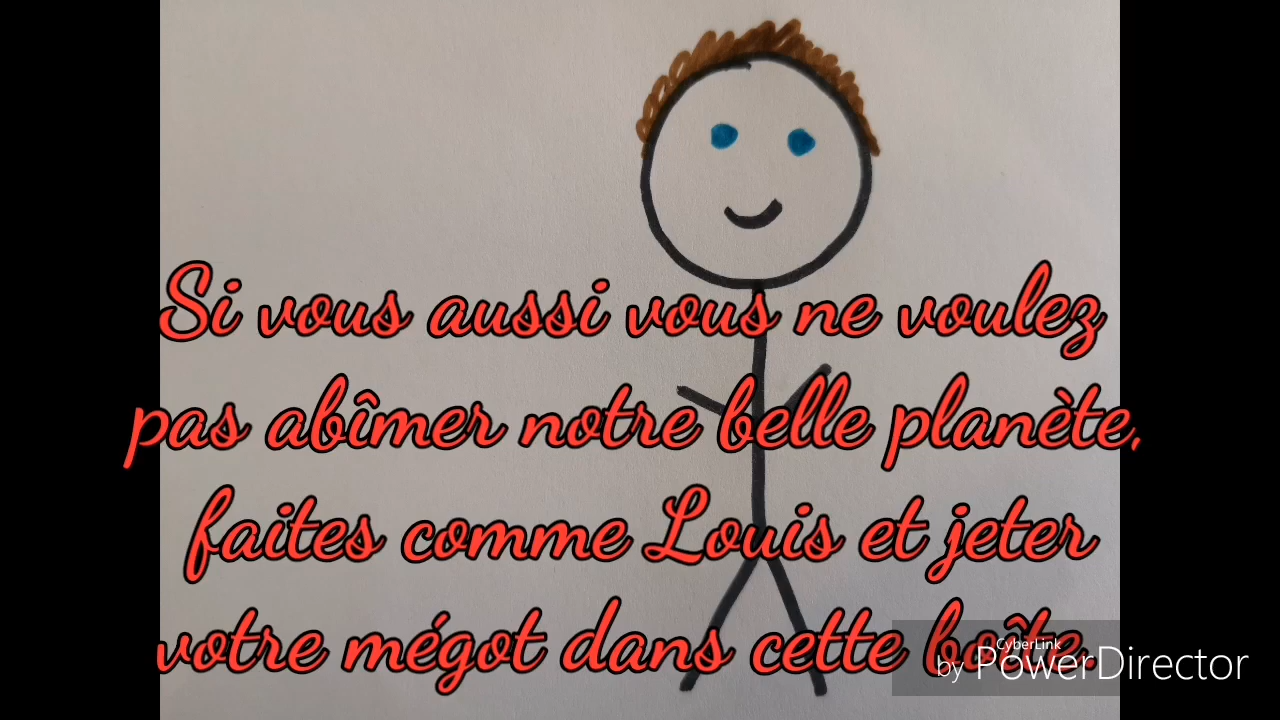 Si vous aussi vous ne voulez
pas abîmer notre belle planète,
faites comme Louis et jeter
votre mégot dans cette boîte.
CyberLink
by PowerDirector